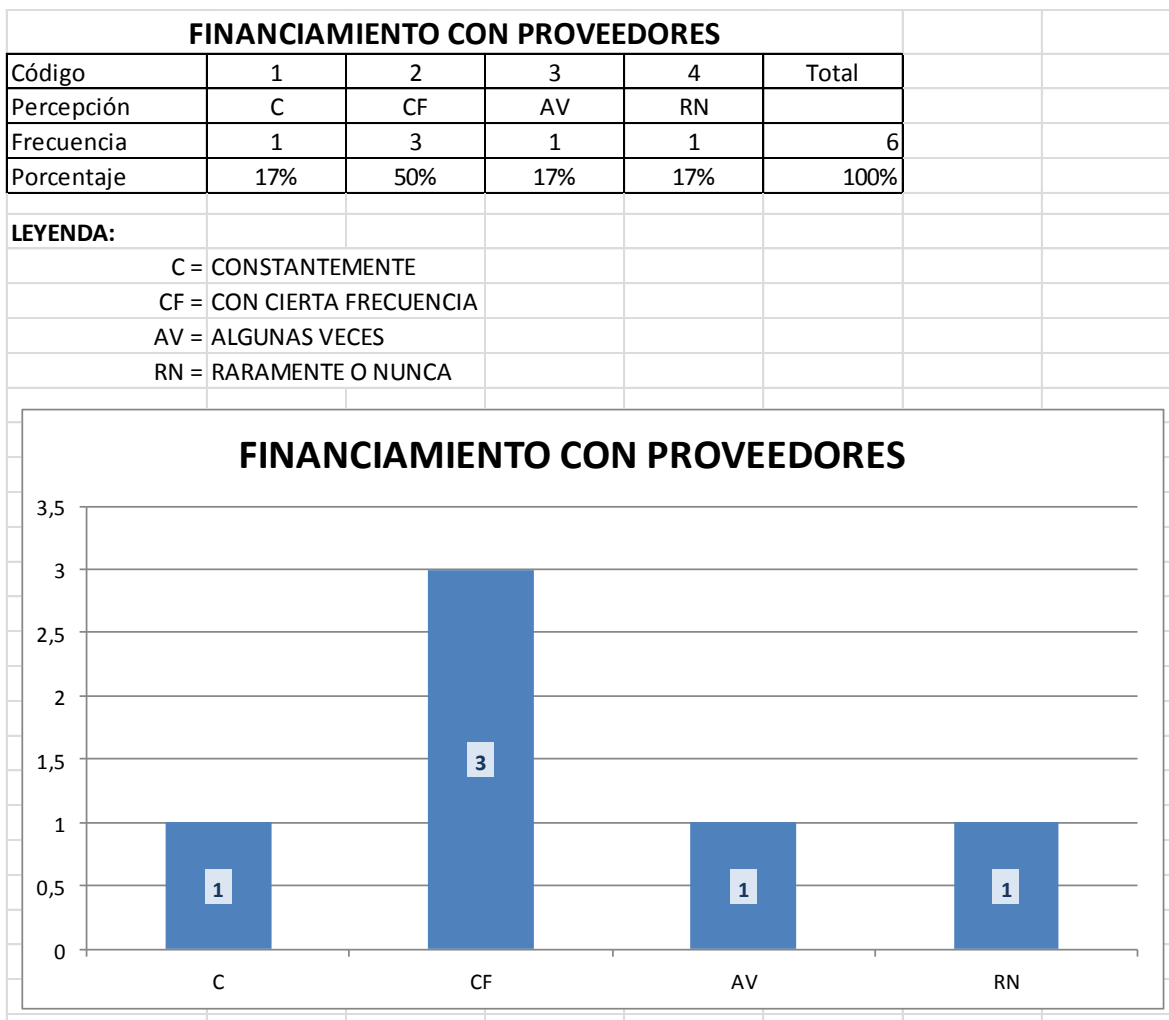 FINANCIAMIENTO CON PROVEEDORES
Código 1 2 3 4 Total
Percepción C CF AV RN
Frecuencia 1 3 1 1 6
Porcentaje 17% 50% 17% 17% 100%
LEYENDA:
C = CONSTANTEMENTE
CF = CON CIERTA FRECUENCIA
AV = ALGUNAS VECES
RN = RARAMENTE O NUNCA
FINANCIAMIENTO CON PROVEEDORES
3,5
3
2,5
2
1,5
3
1
0,5
1
1
1
0
C CF AV RN